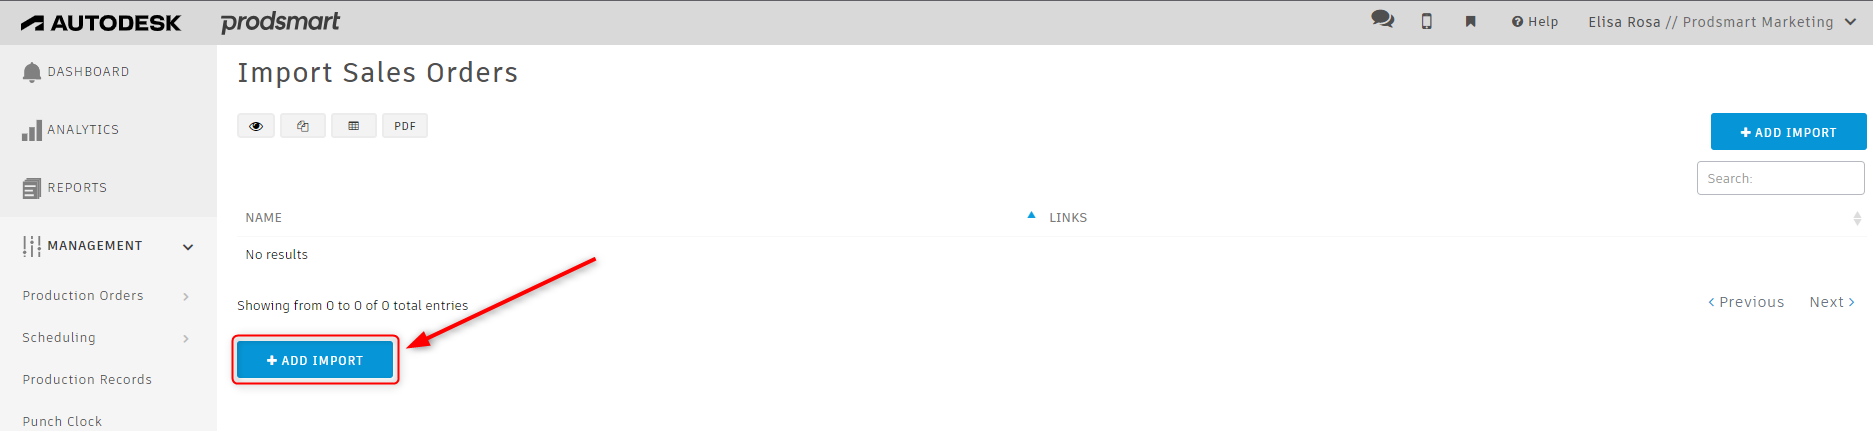 AUTODESK prodsmart Help Elisa Rosa // Prodsmart Marketing
DASHBOARD
ANALYTICS
REPORTS
MANAGEMENT
Production Orders
Scheduling
Production Records
Punch Clock
Import Sales Orders
PDF
+ ADD IMPORT
Search:
NAME LINKS
No results
Showing from 0 to 0 of 0 total entries
Previous Next
+ ADD IMPORT